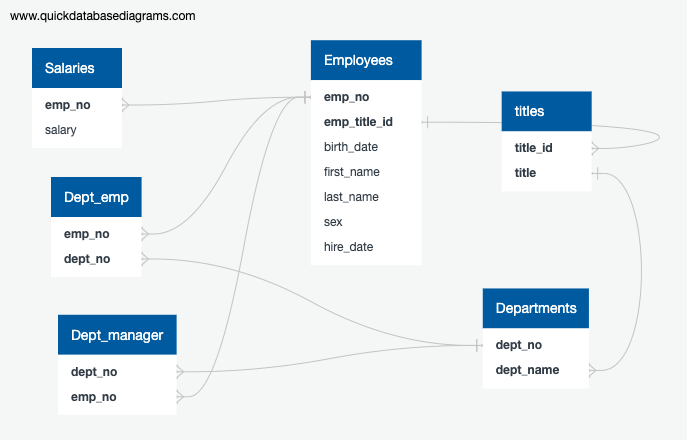 www.quickdatabasediagrams.com
Salaries
emp_no
salary
Employees
emp_no
emp_title_id
birth_date
first_name
last_name
sex
hire_date
titles
title_id
title
Dept_emp
emp_no
dept_no
Departments
dept_no
dept_name
Dept_manager
dept_no
emp_no